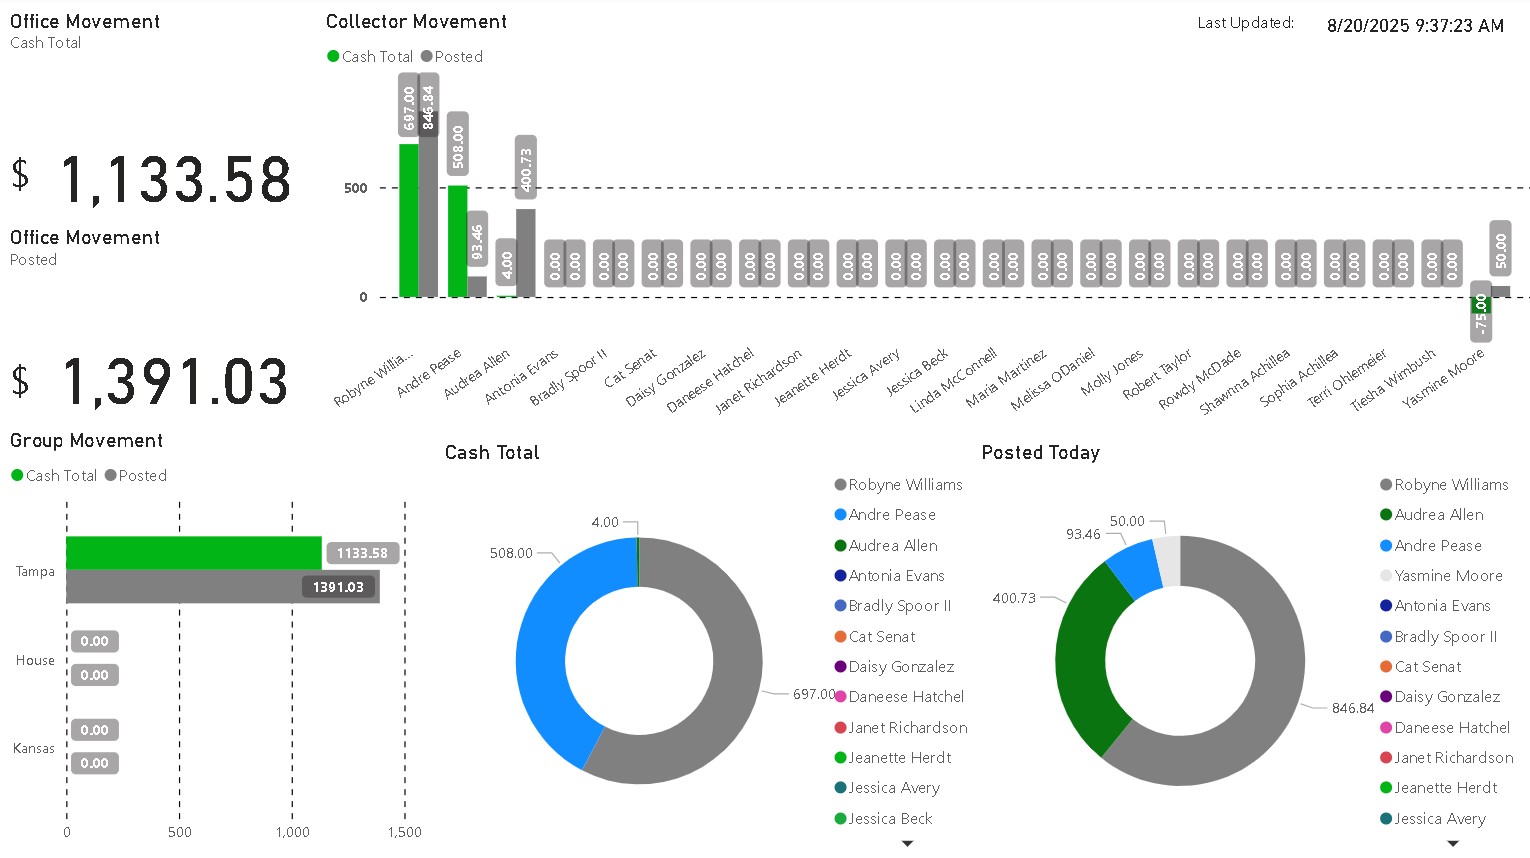 Office Movement
Cash Total
$ 1,133.58
Office Movement
Posted
$ 1,391.03
Collector Movement
Cash Total Posted
Last Updated: 8/20/2025 9:37:23 AM
500
0
697.00 846.84 508.00 93.46 4.00 400.73 0.00 0.00 0.00 0.00 0.00 0.00 0.00 0.00 0.00 0.00 0.00 0.00 0.00 0.00 0.00 0.00 0.00 0.00 0.00 0.00 0.00 0.00 0.00 0.00 0.00 0.00 0.00 0.00 0.00 0.00 0.00 0.00 0.00 0.00 0.00 0.00 0.00 0.00 -75.00 50.00
Robyne Willia...
Andre Pease
Audrea Allen
Antonia Evans
Bradly Spoor II
Cat Senat
Daisy Gonzalez
Daneese Hatchel
Janet Richardson
Jeanette Herdt
Jessica Avery
Jessica Beck
Linda McConnell
Maria Martinez
Melissa ODaniel
Molly Jones
Robert Taylor
Rowdy McDade
Shawnna Achillea
Sophia Achillea
Terri Ohlemeier
Tiesha Wimbush
Yasmine Moore
Group Movement
Cash Total Posted
Tampa
1133.58
1391.03
House
0.00
0.00
Kansas
0.00
0.00
0 500 1,000 1,500
Cash Total
4.00
508.00
697.00
Robyne Williams
Andre Pease
Audrea Allen
Antonia Evans
Bradly Spoor II
Cat Senat
Daisy Gonzalez
Daneese Hatchel
Janet Richardson
Jeanette Herdt
Jessica Avery
Jessica Beck
Posted Today
50.00
93.46
400.73
846.84
Robyne Williams
Audrea Allen
Andre Pease
Yasmine Moore
Antonia Evans
Bradly Spoor II
Cat Senat
Daisy Gonzalez
Daneese Hatchel
Janet Richardson
Jeanette Herdt
Jessica Avery